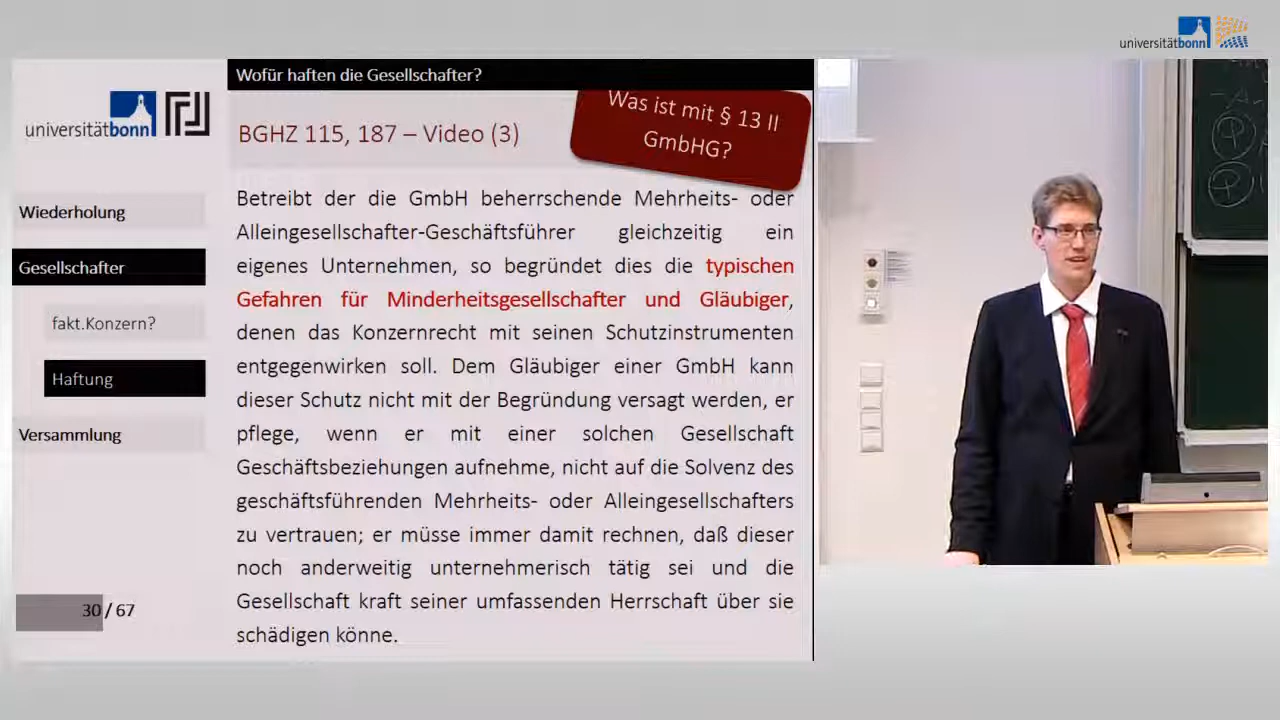 universitätbonn
Wofür haften die Gesellschafter?
universitätbonn
BGHZ 115, 187 – Video (3)
Was ist mit § 13 II
GmbHG?
Wiederholung
Gesellschafter
fakt.Konzern?
Haftung
Versammlung
30 / 67
Betreibt der die GmbH beherrschende Mehrheits- oder
Alleingesellschafter-Geschäftsführer gleichzeitig ein
eigenes Unternehmen, so begründet dies die typischen
Gefahren für Minderheitsgesellschafter und Gläubiger,
denen das Konzernrecht mit seinen Schutzinstrumenten
entgegenwirken soll. Dem Gläubiger einer GmbH kann
dieser Schutz nicht mit der Begründung versagt werden, er
pflege, wenn er mit einer solchen Gesellschaft
Geschäftsbeziehungen aufnehme, nicht auf die Solvenz des
geschäftsführenden Mehrheits- oder Alleingesellschafters
zu vertrauen; er müsse immer damit rechnen, daß dieser
noch anderweitig unternehmerisch tätig sei und die
Gesellschaft kraft seiner umfassenden Herrschaft über sie
schädigen könne.